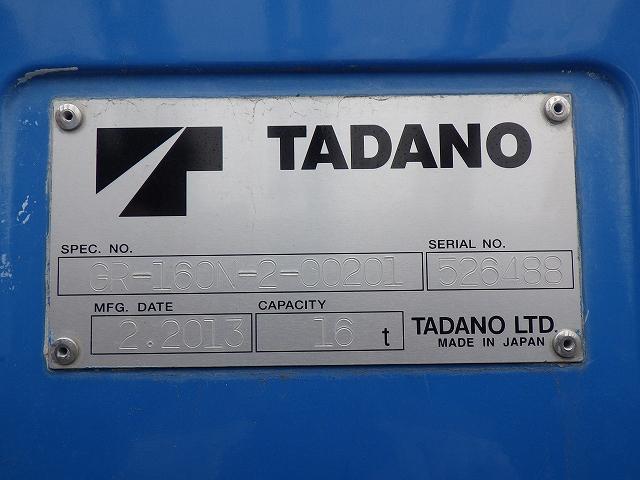 TADANO
SPEC. NO.
GR-160N-2-00201
SERIAL NO.
526488
MFG. DATE
2.2013
CAPACITY
16 t
TADANO LTD.
MADE IN JAPAN